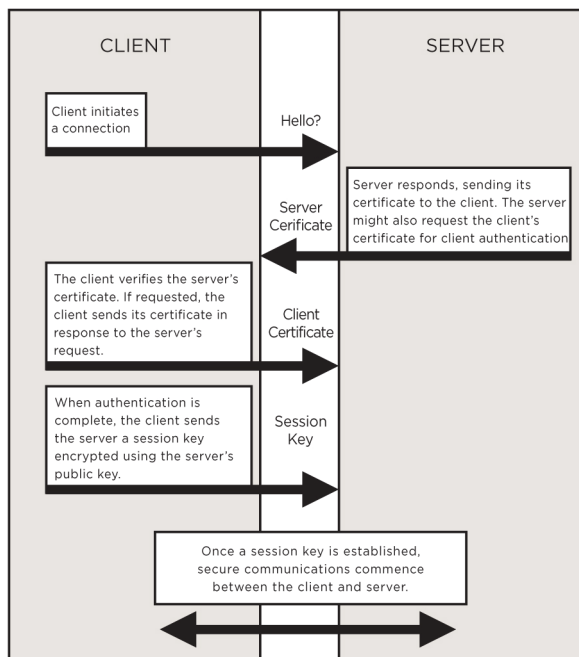 CLIENT
SERVER
Client initiates
a connection
Hello?
Server responds, sending its
certificate to the client. The server
might also request the client's
certificate for client authentication
Server
Cerificate
The client verifies the server's
certificate. If requested, the
client sends its certificate in
response to the server's
request.
Client
Certificate
When authentication is
complete, the client sends
the server a session key
encrypted using the server's
public key.
Session
Key
Once a session key is established,
secure communications commence
between the client and server.